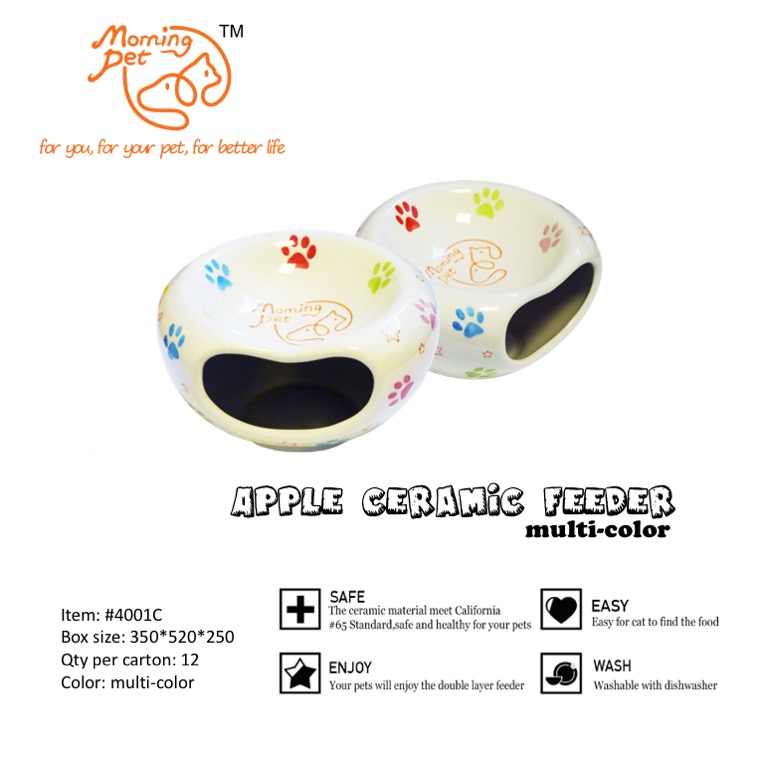 Morning
Pet
TM
for you, for your pet, for better life
Morning
Pet
Morning
Pet
APPLE CERAMIC FEEDER
multi-color
Item: #4001C
Box size: 350*520*250
Qty per carton: 12
Color: multi-color
SAFE
The ceramic material meet California
#65 Standard,safe and healthy for your pets
ENJOY
Your pets will enjoy the double layer feeder
EASY
Easy for cat to find the food
WASH
Washable with dishwasher